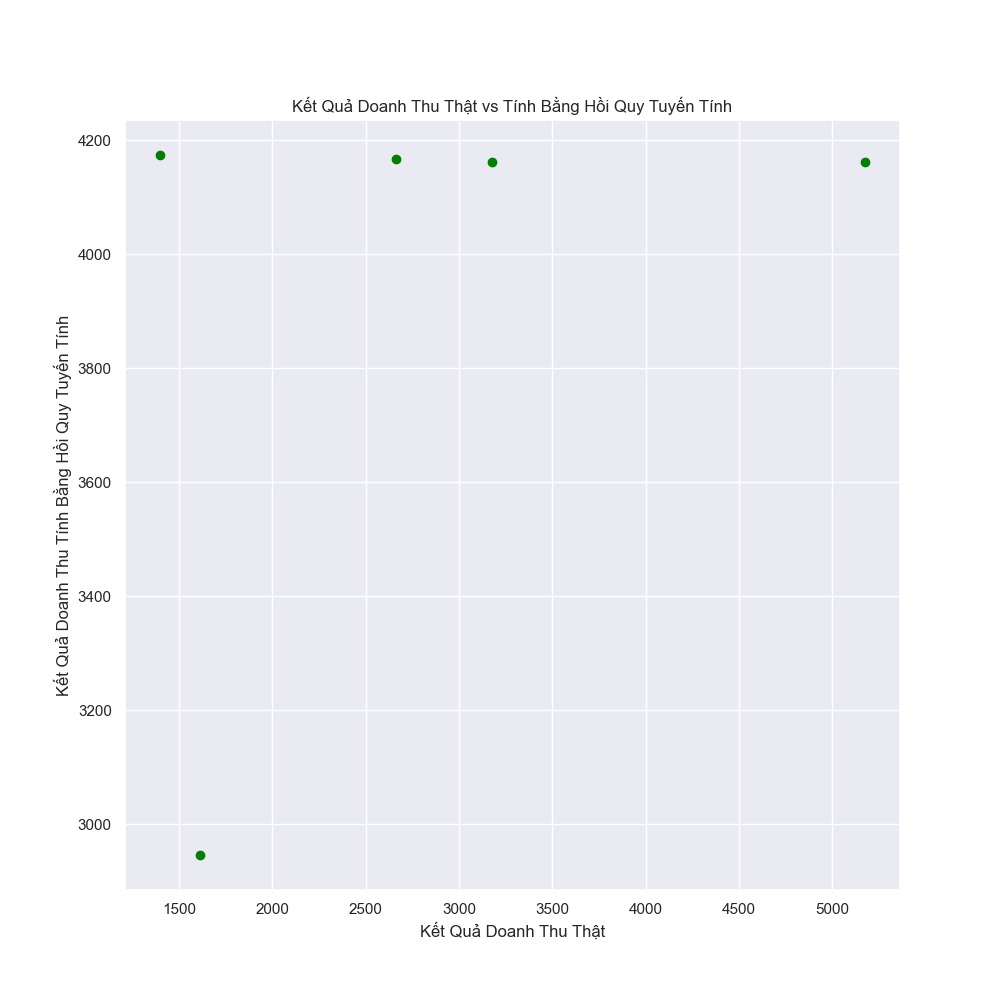 Kết Quả Doanh Thu Thật vs Tính Bằng Hồi Quy Tuyến Tính
Kết Quả Doanh Thu Tính Bằng Hồi Quy Tuyến Tính
4200
4000
3800
3600
3400
3200
3000
1500 2000 2500 3000 3500 4000 4500 5000
Kết Quả Doanh Thu Thật